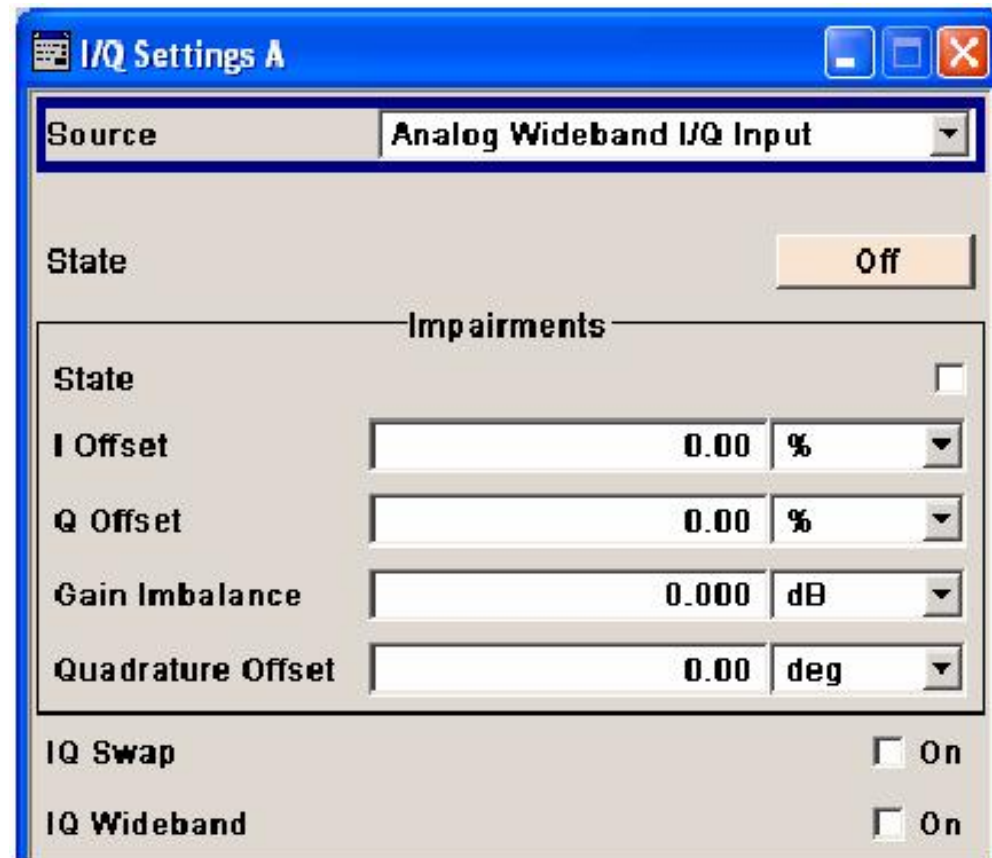 I/Q Settings A
Source Analog Wideband I/Q Input
State Off
Impairments
State
I Offset 0.00 %
Q Offset 0.00 %
Gain Imbalance 0.000 dB
Quadrature Offset 0.00 deg
IQ Swap On
IQ Wideband On